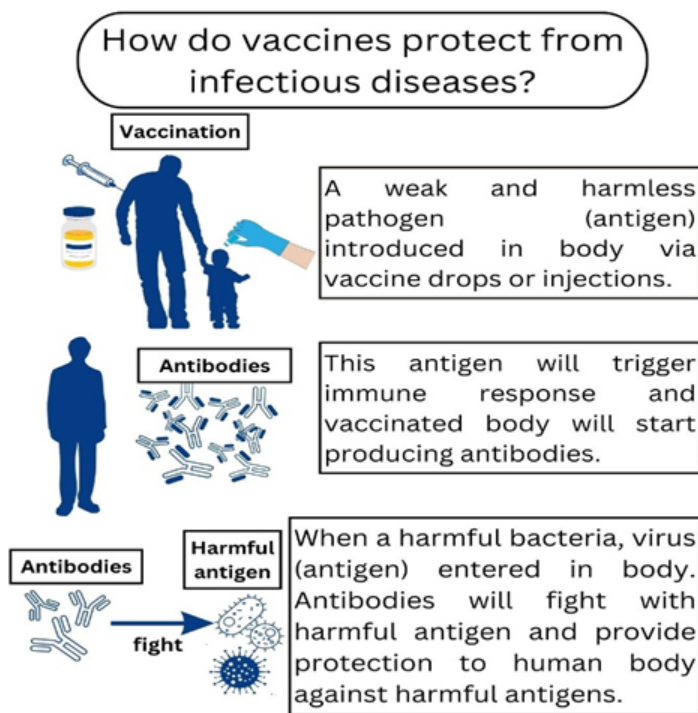 How do vaccines protect from
infectious diseases?
Vaccination
A weak and harmless
pathogen (antigen)
introduced in body via
vaccine drops or injections.
Antibodies
This antigen will trigger
immune response and
vaccinated body will start
producing antibodies.
Antibodies
fight
Harmful
antigen
When a harmful bacteria, virus
(antigen) entered in body.
Antibodies will fight with
harmful antigen and provide
protection to human body
against harmful antigens.